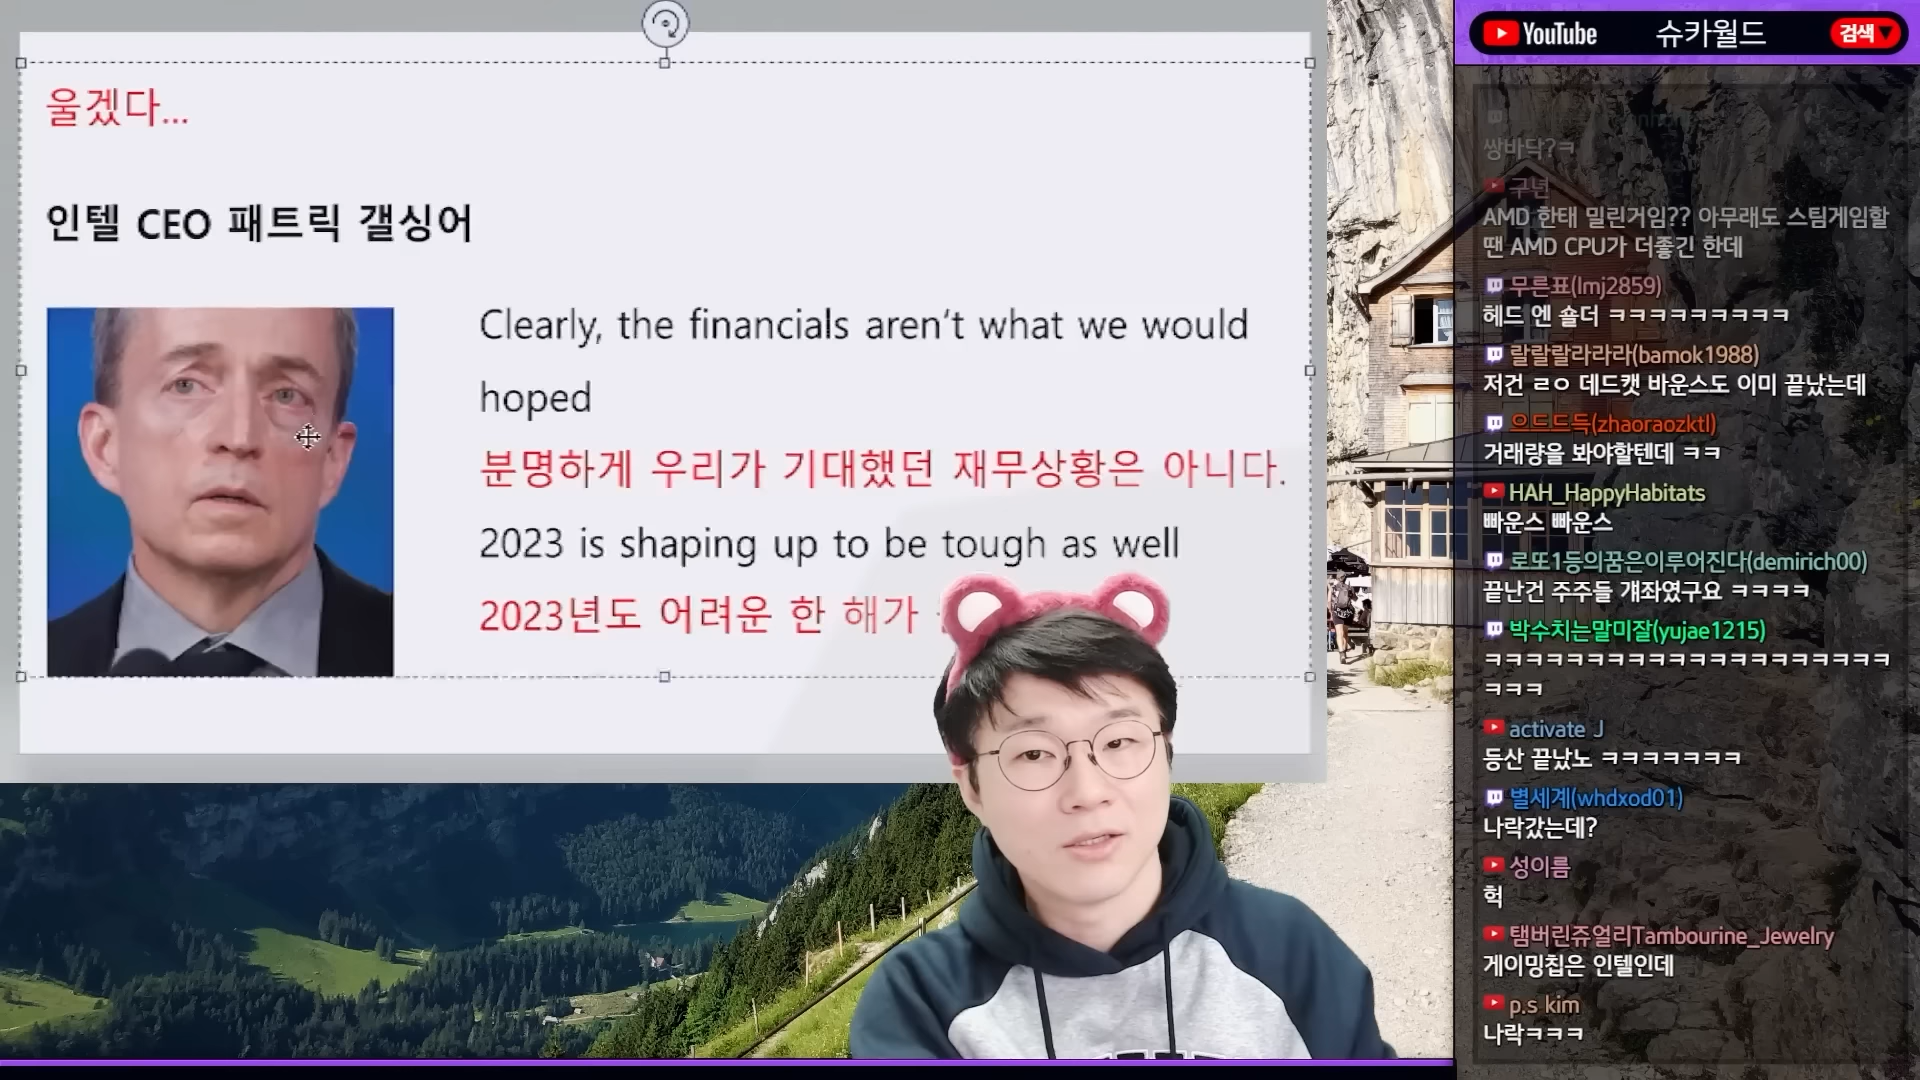 울겠다...
인텔 CEO 패트릭 갤싱어
Clearly, the financials aren't what we would
hoped
분명하게 우리가 기대했던 재무상황은 아니다.
2023 is shaping up to be tough as well
2023년도 어려운 한 해가
YouTube 슈카월드 검색
쌍바닥?ㅋ
구년
AMD 한태 밀린거임?? 아무래도 스팀게임할
땐 AMD CPU가 더좋긴 한데
무른표(lmj2859)
헤드 엔 숄더 ㅋㅋㅋㅋㅋㅋㅋㅋㅋ
랄랄랄라라라(bamok1988)
저건 ㄹㅇ 데드캣 바운스도 이미 끝났는데
으드드득(zhaoraozktl)
거래량을 봐야할텐데 ㅋㅋ
HAH_HappyHabitats
빠운스 빠운스
로또1등의꿈은이루어진다(demirich00)
끝난건 주주들 걔좌였구요 ㅋㅋㅋㅋ
박수치는말미잘(yujae1215)
ㅋㅋㅋㅋㅋㅋㅋㅋㅋㅋㅋㅋㅋㅋㅋㅋㅋㅋㅋㅋ
ㅋㅋㅋ
activate J
등산 끝났노 ㅋㅋㅋㅋㅋㅋㅋ
별세계(whdxod01)
나락갔는데?
성이름
헉
탬버린쥬얼리Tambourine_Jewelry
게이밍칩은 인텔인데
p.s kim
나락ㅋㅋㅋ